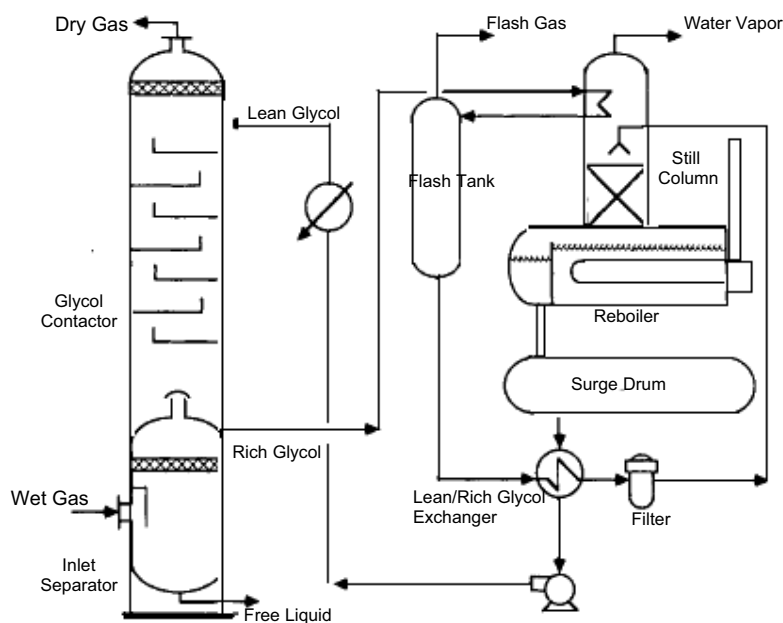 Dry Gas
Flash Gas
Water Vapor
Lean Glycol
Still
Column
Flash Tank
Glycol
Contactor
Reboiler
Surge Drum
Rich Glycol
Wet Gas
Lean/Rich Glycol
Exchanger
Filter
Inlet
Separator
Free Liquid